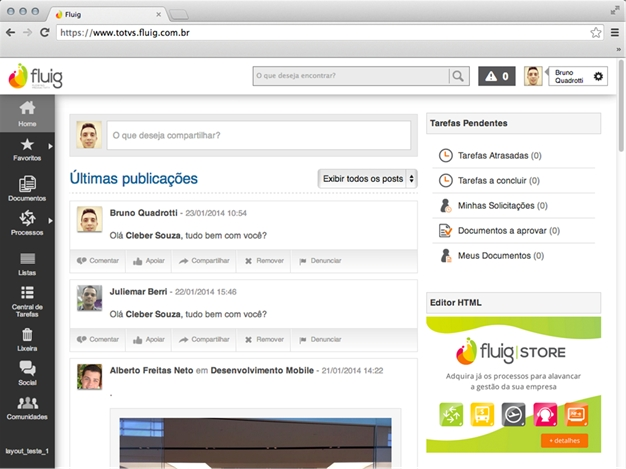 Fluig
https://www.totvs.fluig.com.br
fluig
O que deseja encontrar?
0
Bruno
Quadrotti
Home
Favoritos
Documentos
Processos
Listas
Central de
Tarefas
Lixeira
Social
Comunidades
layout_teste_1
O que deseja compartilhar?
Últimas publicações
Exibir todos os posts
Bruno Quadrotti - 23/01/2014 10:54
Olá Cleber Souza, tudo bem com você?
Comentar Apoiar Compartilhar Remover Denunciar
Juliemar Berri - 22/01/2014 15:46
Olá Cleber Souza, tudo bem com você?
Comentar Apoiar Compartilhar Remover Denunciar
Alberto Freitas Neto em Desenvolvimento Mobile - 21/01/2014 14:22
.
Tarefas Pendentes
Tarefas Atrasadas (0)
Tarefas a concluir (0)
Minhas Solicitações (0)
Documentos a aprovar (0)
Meus Documentos (0)
Editor HTML
fluig|STORE
Adquira já os processos para alavancar
a gestão da sua empresa
+ detalhes